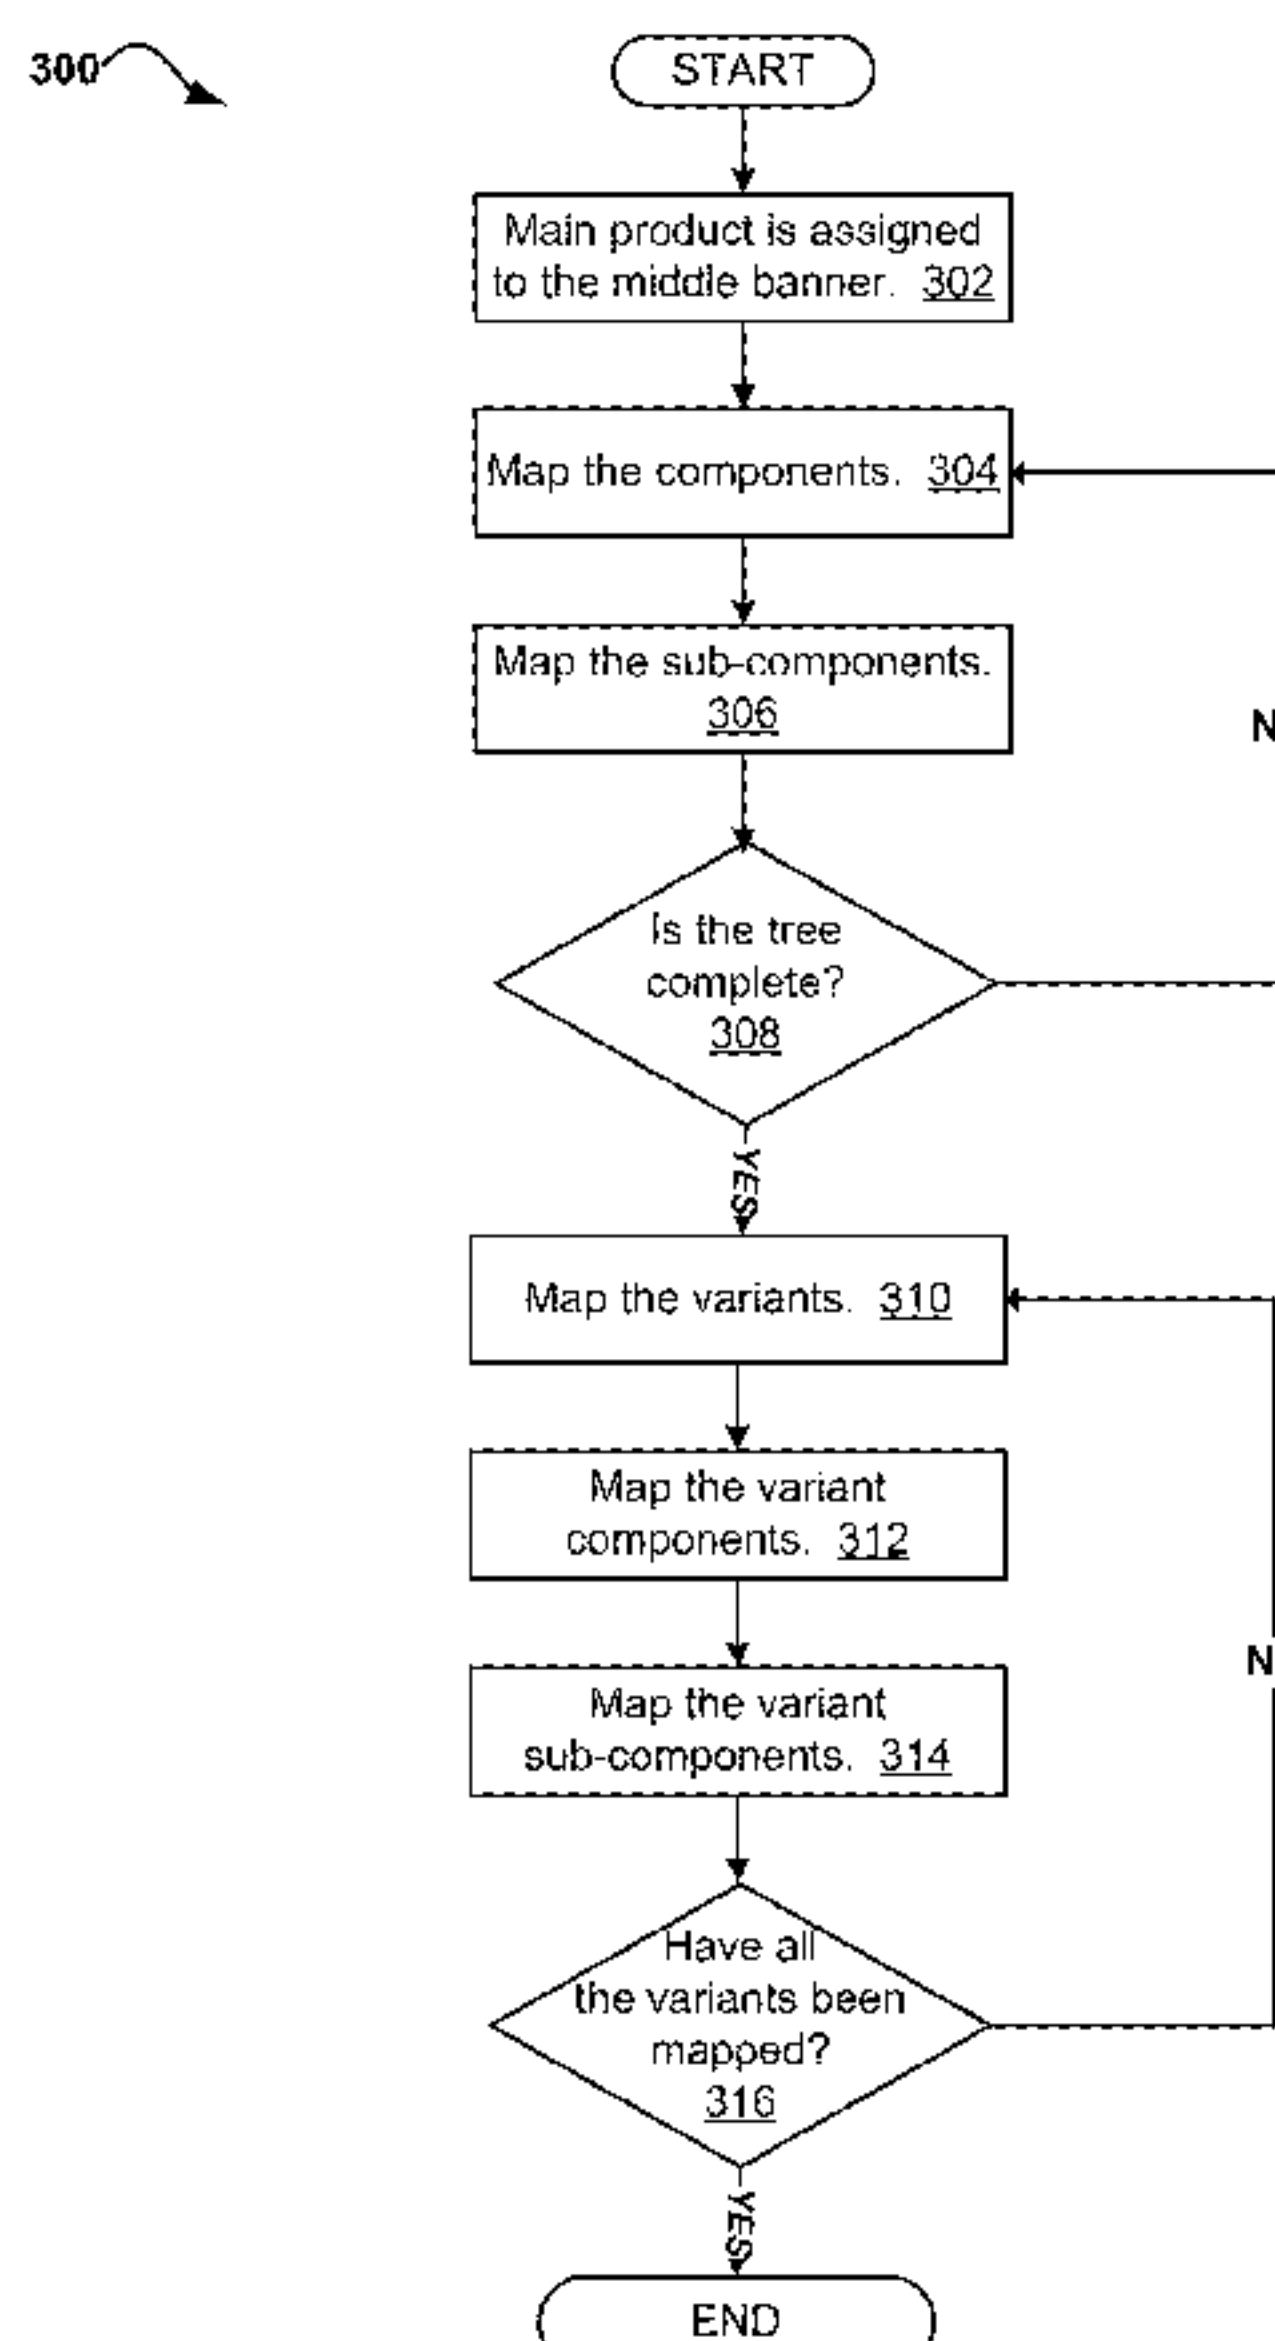 300
START
Main product is assigned
to the middle banner. 302
Map the components. 304
Map the sub-components.
306
N
Is the tree
complete?
308
YES
Map the variants. 310
Map the variant
components. 312
N
Map the variant
sub-components. 314
Have all
the variants been
mapped?
316
YES
END